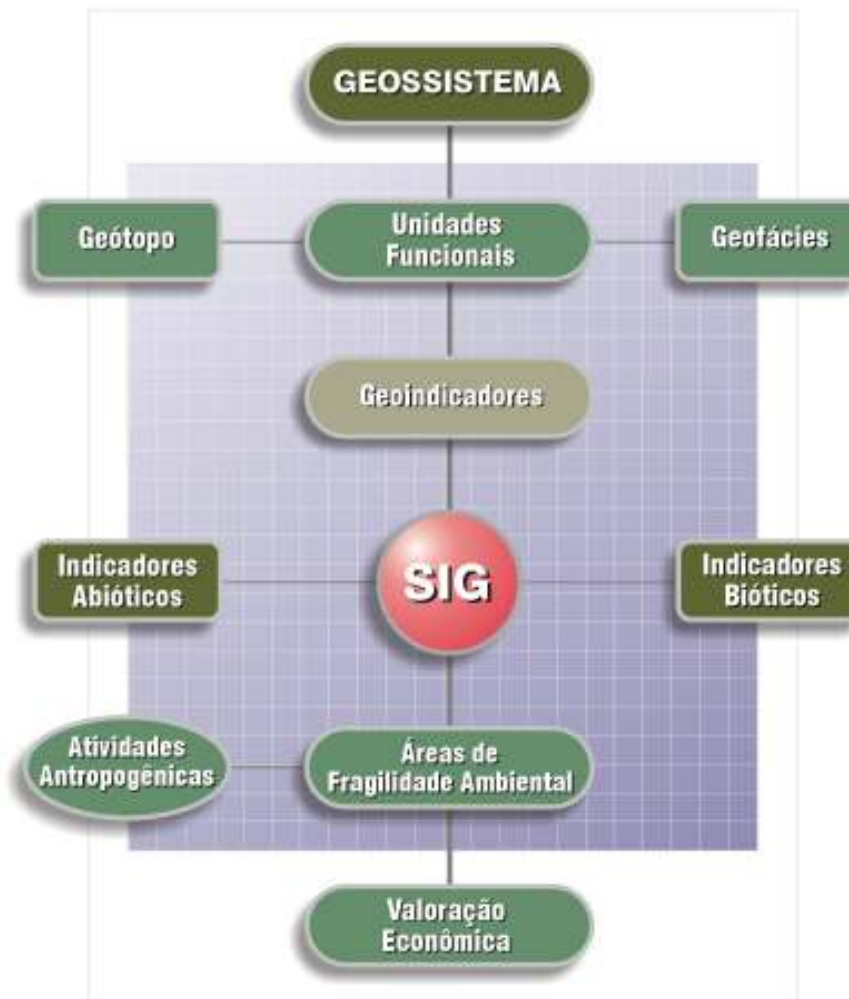 GEOSSISTEMA
Geótopo
Unidades
Funcionais
Geofácies
Geoindicadores
Indicadores
Abióticos
SIG
Indicadores
Bióticos
Atividades
Antropogênicas
Áreas de
Fragilidade Ambiental
Valoração
Econômica